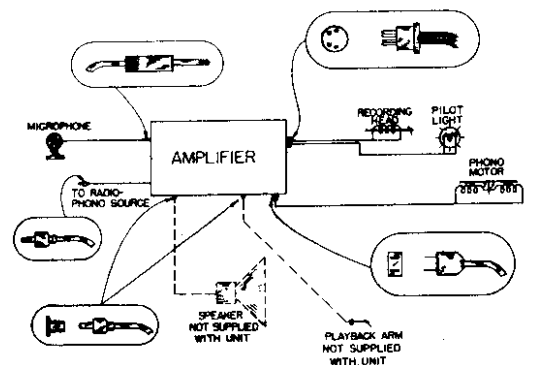 MICROPHONE
AMPLIFIER
RECORDING
HEAD
PILOT
LIGHT
PHONO
MOTOR
TO RADIO-
PHONO SOURCE
SPEAKER
NOT SUPPLIED
WITH UNIT
PLAYBACK ARM
NOT SUPPLIED
WITH UNIT